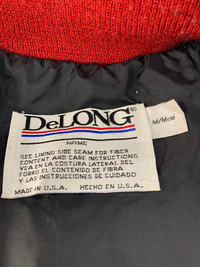 DeLONG®
NAME
SEE LINING SIDE SEAM FOR FIBER
CONTENT AND CARE INSTRUCTIONS
VEA EN LA COSTURA LATERAL DEL
FORRO EL CONTENIDO DE FIBRAS
Y LAS INSTRUCCIONES DE CUIDADO
MADE IN U.S.A. HECHO EN U.S.A.
M/Med